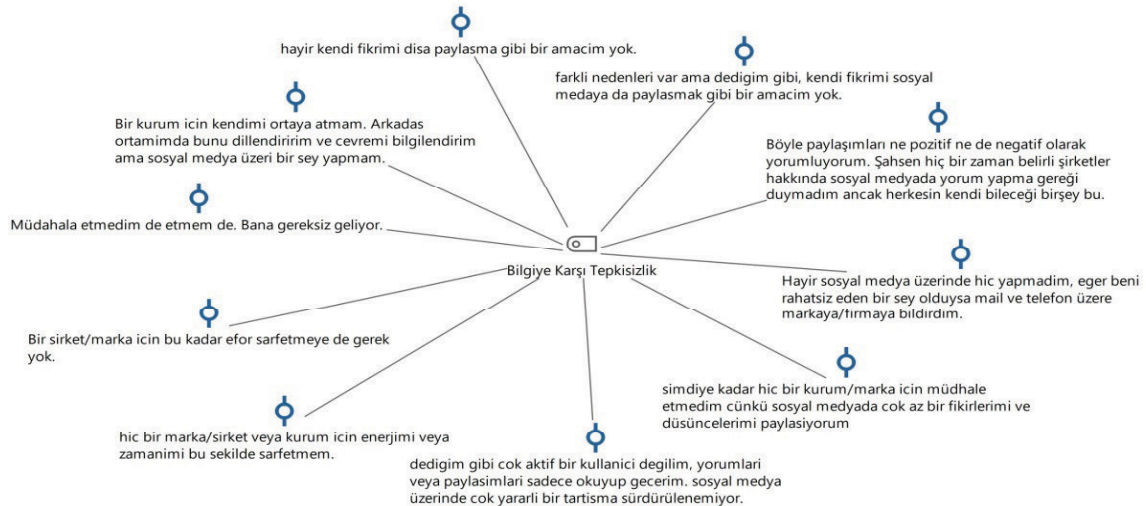 hayir kendi fikrimi disa paylasma gibi bir amacim yok.
farkli nedenleri var ama dedigim gibi, kendi fikrimi sosyal
medaya da paylasmak gibi bir amacim yok.
Bir kurum icin kendimi ortaya atmam. Arkadas
ortamimda bunu dillendiririm ve cevremi bilgilendirim
ama sosyal medya üzeri bir sey yapmam.
Böyle paylaşımları ne pozitif ne de negatif olarak
yorumluyorum. Şahsen hiç bir zaman belirli şirketler
hakkında sosyal medyada yorum yapma gereği
duymadım ancak herkesin kendi bileceği birşey bu.
Müdahala etmedim de etmem de. Bana gereksiz geliyor.
Bilgiye Karşı Tepkisizlik
Hayir sosyal medya üzerinde hic yapmadim, eger beni
rahatsiz eden bir sey olduysa mail ve telefon üzere
markaya/firmaya bildirdım.
Bir sirket/marka icin bu kadar efor sarfetmeye de gerek
yok.
simdiye kadar hic bir kurum/marka icin müdhale
etmedim cünkü sosyal medyada cok az bir fikirlerimi ve
düsüncelerimi paylasiyorum
hic bir marka/sirket veya kurum icin enerjimi veya
zamanimi bu sekilde sarfetmem.
dedigim gibi cok aktif bir kullanici degilim, yorumlari
veya paylasimlari sadece okuyup gecerim. sosyal medya
üzerinde cok yararli bir tartisma sürdürülenemiyor.